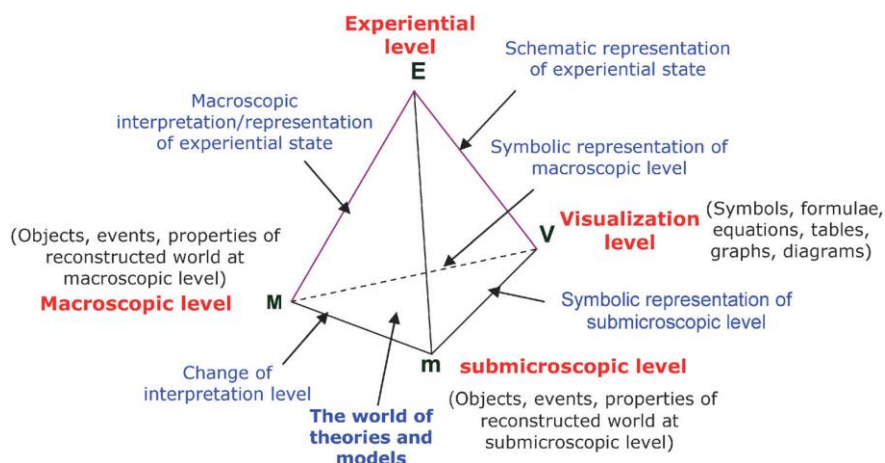 Experiential
level
E
Schematic representation
of experiential state
Macroscopic
interpretation/representation
of experiential state
Symbolic representation of
macroscopic level
(Objects, events, properties of
reconstructed world at
macroscopic level)
Macroscopic level
M
V
Visualization
level
(Symbols, formulae,
equations, tables,
graphs, diagrams)
Symbolic representation of
submicroscopic level
Change of
interpretation level
m
submicroscopic level
(Objects, events, properties of
reconstructed world at
submicroscopic level)
The world of
theories and
models